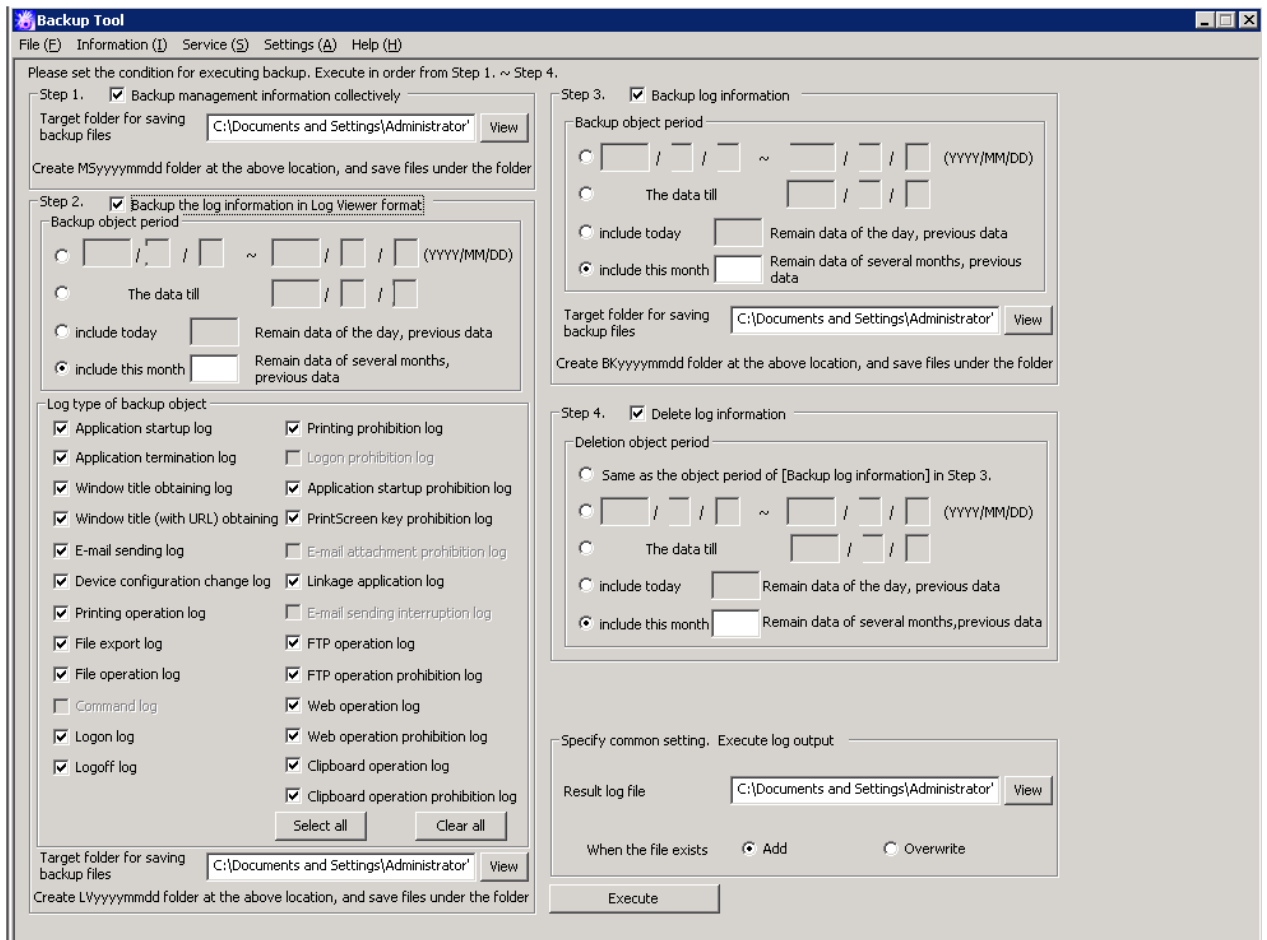 Backup Tool
File (F) Information (I) Service (S) Settings (A) Help (H)
Please set the condition for executing backup. Execute in order from Step 1. ~ Step 4.
Step 1. Backup management information collectively
Target folder for saving
backup files
C:\Documents and Settings\Administrator' View
Create MSyyyymmdd folder at the above location, and save files under the folder
Step 2. Backup the log information in Log Viewer format
Backup object period
/ / ~ / / (YYYY/MM/DD)
The data till / /
include today Remain data of the day, previous data
include this month Remain data of several months,
previous data
Log type of backup object
Application startup log
Application termination log
Window title obtaining log
Window title (with URL) obtaining
E-mail sending log
Device configuration change log
Printing operation log
File export log
File operation log
Command log
Logon log
Logoff log
Printing prohibition log
Logon prohibition log
Application startup prohibition log
PrintScreen key prohibition log
E-mail attachment prohibition log
Linkage application log
E-mail sending interruption log
FTP operation log
FTP operation prohibition log
Web operation log
Web operation prohibition log
Clipboard operation log
Clipboard operation prohibition log
Select all Clear all
Target folder for saving
backup files
C:\Documents and Settings\Administrator' View
Create LVyyyymmdd folder at the above location, and save files under the folder
Step 3. Backup log information
Backup object period
/ / ~ / / (YYYY/MM/DD)
The data till / /
include today Remain data of the day, previous data
include this month Remain data of several months, previous
data
Target folder for saving
backup files
C:\Documents and Settings\Administrator' View
Create BKyyyymmdd folder at the above location, and save files under the folder
Step 4. Delete log information
Deletion object period
Same as the object period of [Backup log information] in Step 3.
/ / ~ / / (YYYY/MM/DD)
The data till / /
include today Remain data of the day, previous data
include this month Remain data of several months,previous data
Specify common setting. Execute log output
Result log file C:\Documents and Settings\Administrator' View
When the file exists Add Overwrite
Execute